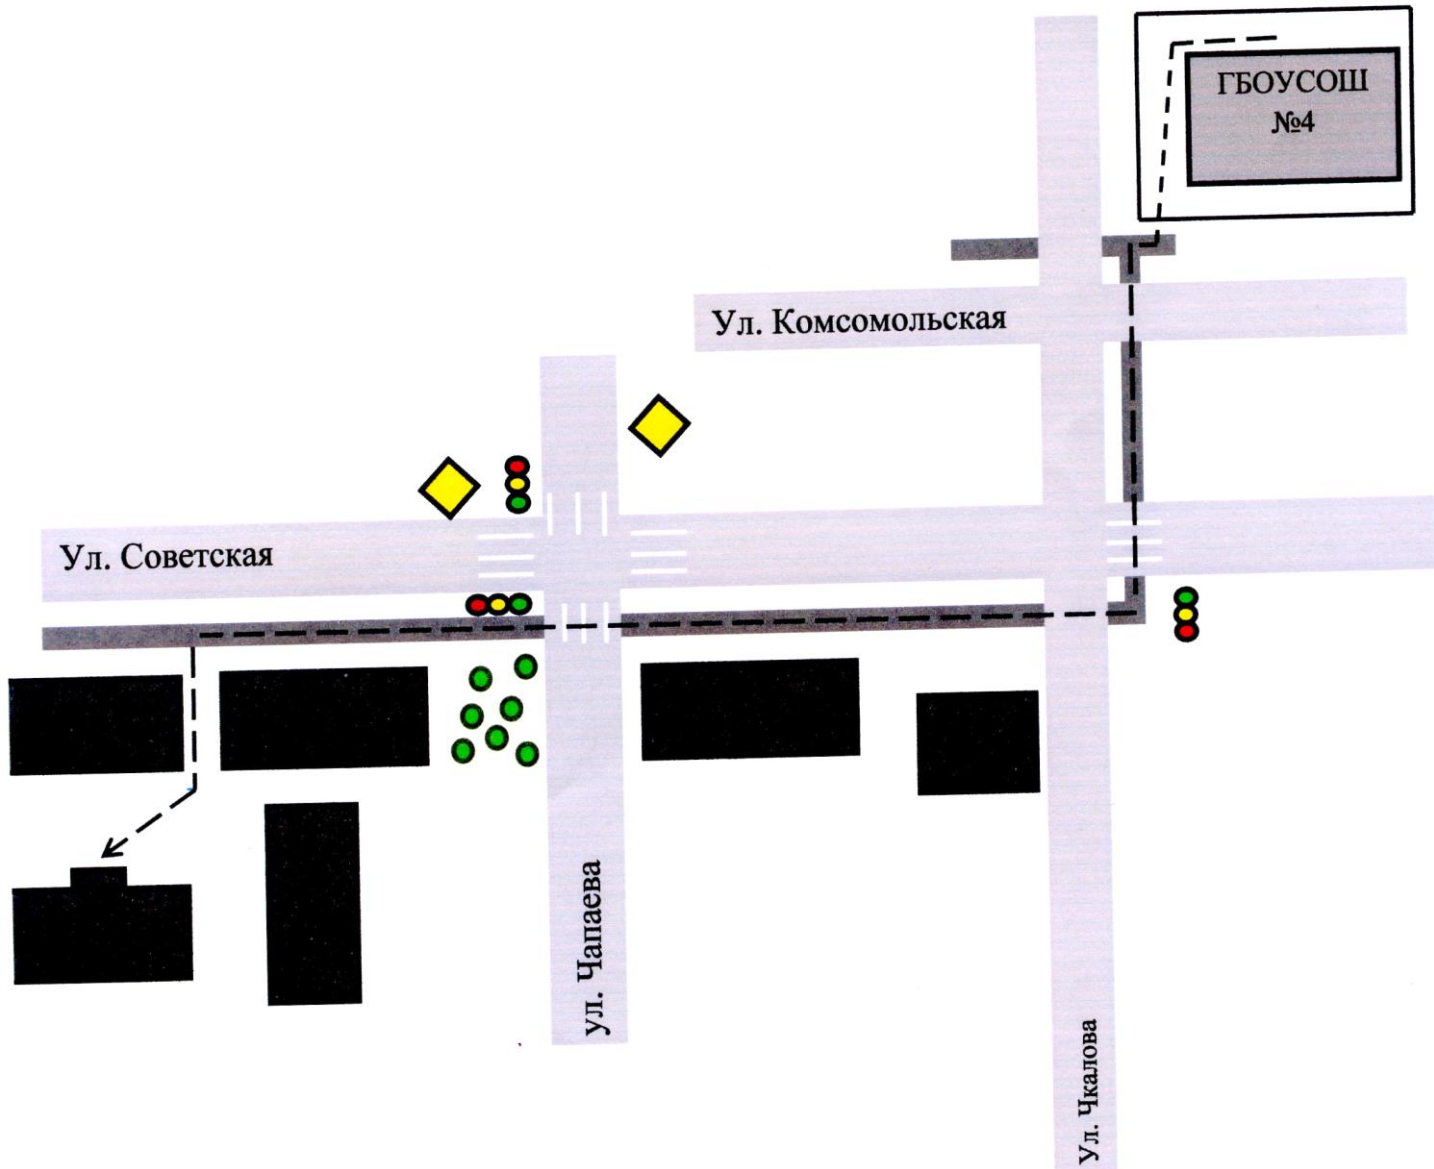 ГБОУСОШ
№4
Ул. Комсомольская
Ул. Советская
ул. Чапаева
Ул. Чкалова